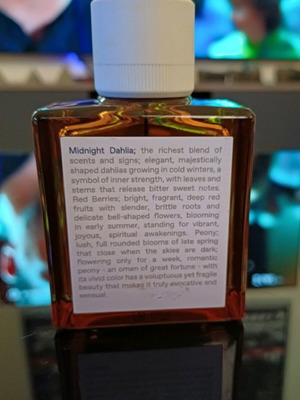 Midnight Dahlia; the richest blend of
scents and signs; elegant, majestically
shaped dahlias growing in cold winters, a
symbol of inner strength, with leaves and
stems that release bitter sweet notes.
Red Berries; bright, fragrant, deep red
fruits with slender, brittle roots and
delicate bell-shaped flowers, blooming
in early summer, standing for vibrant,
joyous, spiritual awakenings. Peony;
lush, full rounded blooms of late spring
that close when the skies are dark;
flowering only for a week, romantic
peony - an omen of great fortune - with
its vivid color has a voluptuous yet fragile
beauty that makes it truly evocative and
sensual.